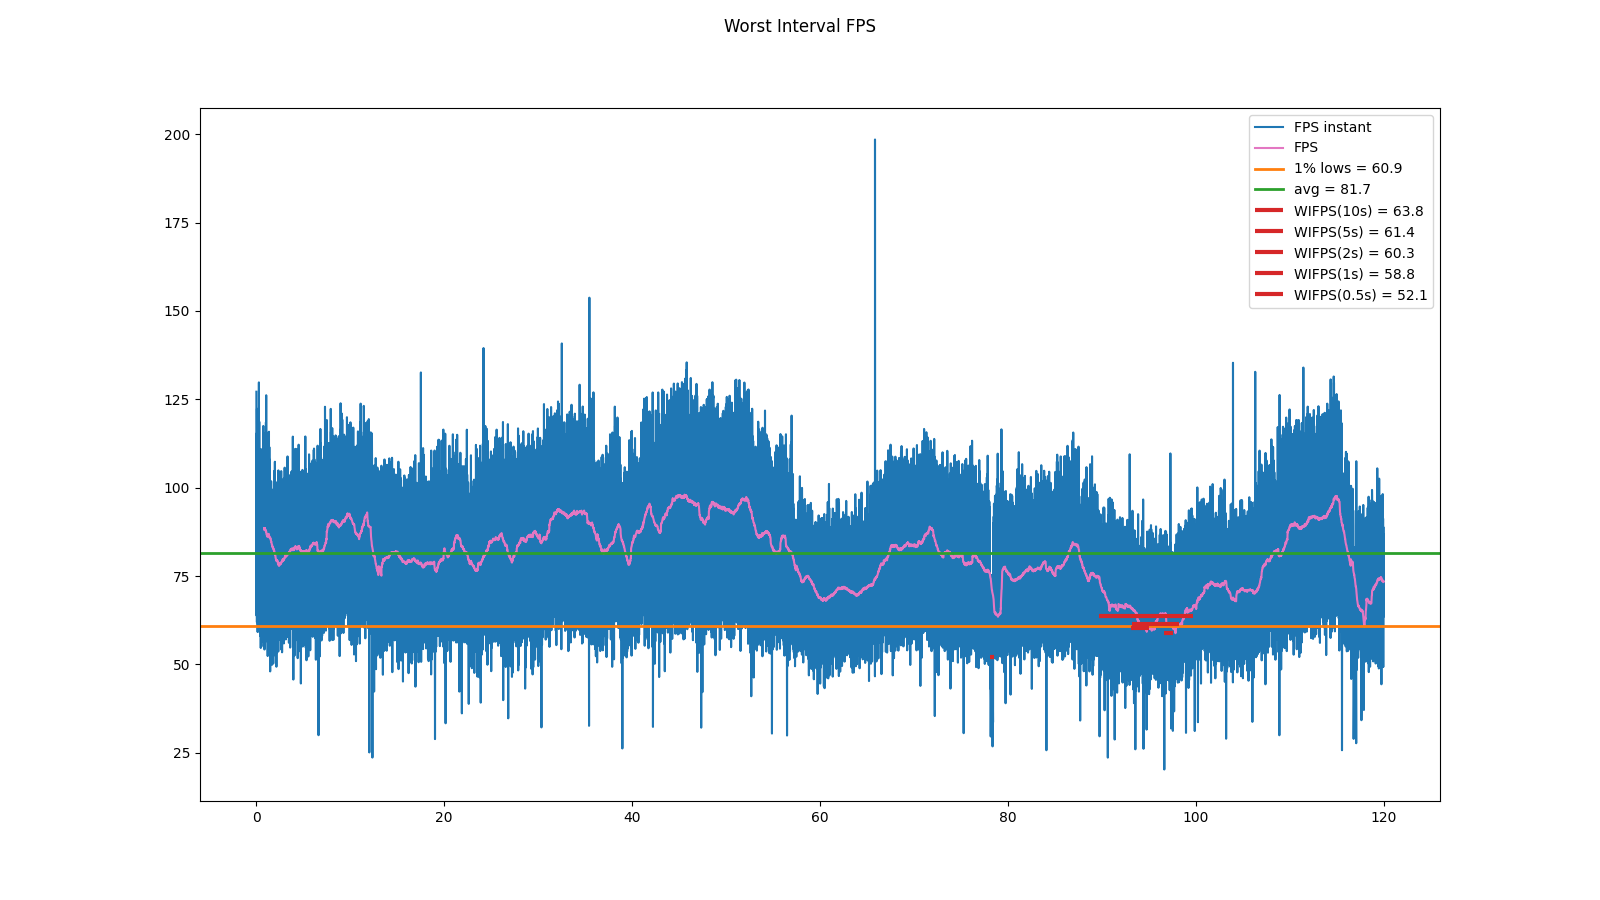 Worst Interval FPS
FPS instant
FPS
1% lows = 60.9
avg = 81.7
WIFPS(10s) = 63.8
WIFPS(5s) = 61.4
WIFPS(2s) = 60.3
WIFPS(1s) = 58.8
WIFPS(0.5s) = 52.1
200
175
150
125
100
75
50
25
0 20 40 60 80 100 120